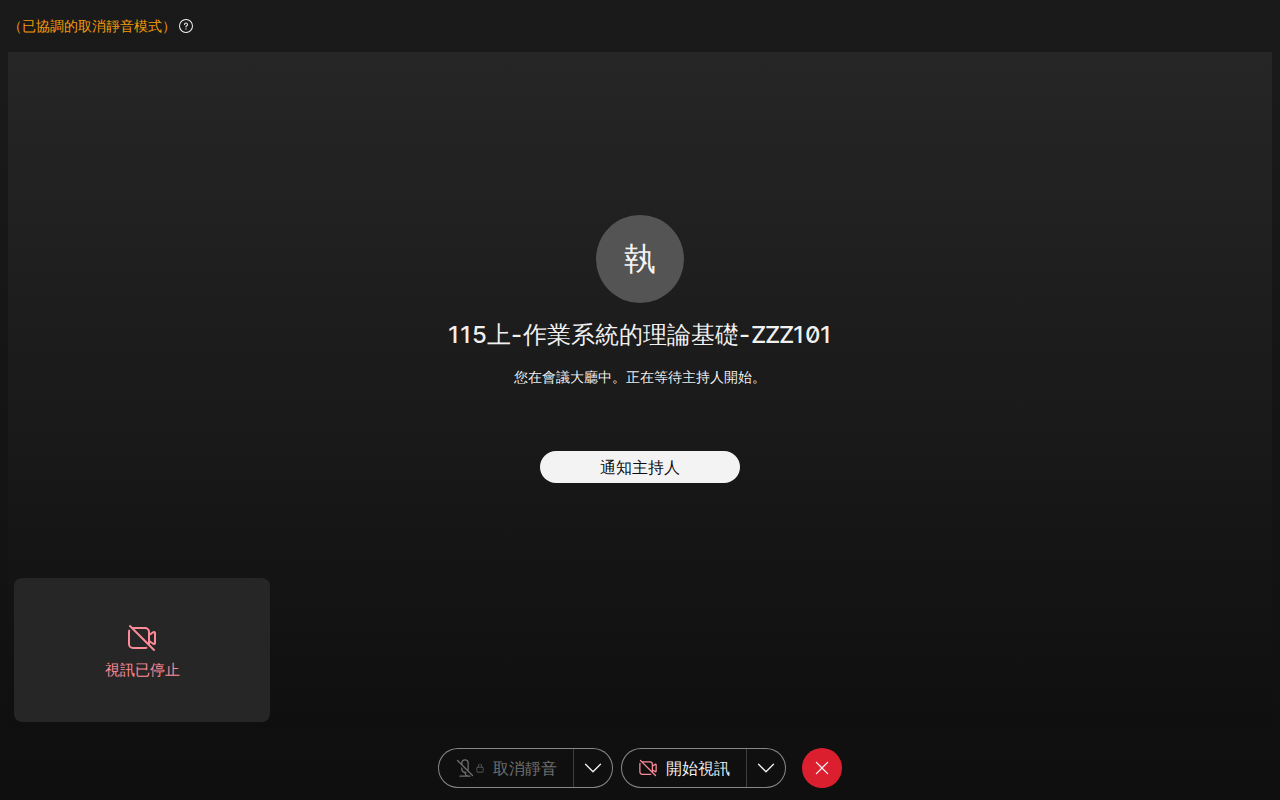 （已協調的取消靜音模式）
執
115上-作業系統的理論基礎-ZZZ101
您在會議大廳中。正在等待主持人開始。
通知主持人
視訊已停止
取消靜音
開始視訊